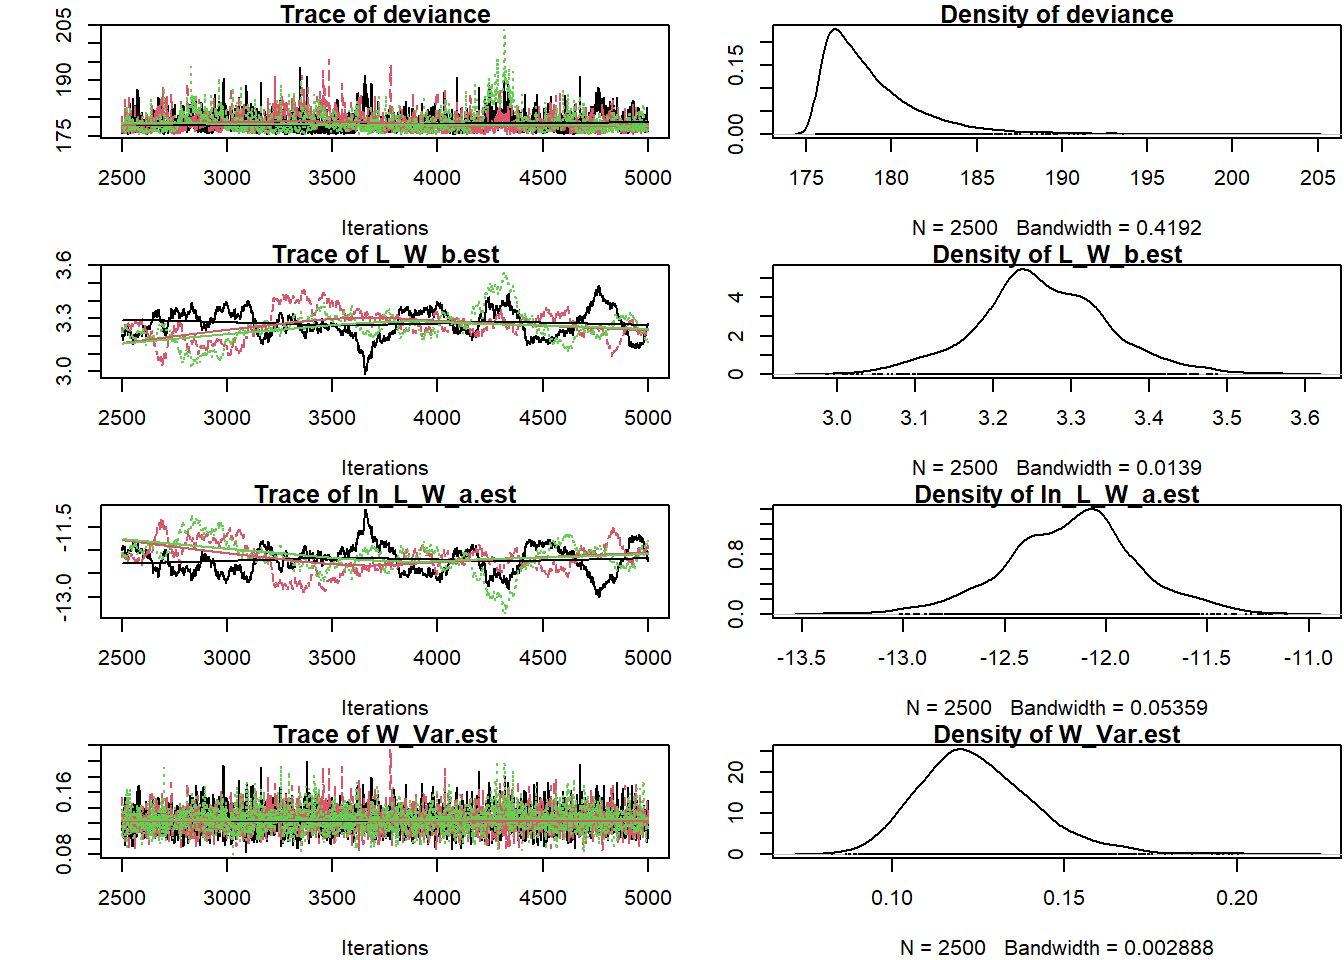 Trace of deviance
205
190
175
2500 3000 3500 4000 4500 5000
Iterations
Density of deviance
0.15
0.00
175 180 185 190 195 200 205
N = 2500 Bandwidth = 0.4192
Trace of L_W_b.est
3.6
3.3
3.0
2500 3000 3500 4000 4500 5000
Iterations
Density of L_W_b.est
4
2
0
3.0 3.1 3.2 3.3 3.4 3.5 3.6
N = 2500 Bandwidth = 0.0139
Trace of ln_L_W_a.est
-11.5
-13.0
2500 3000 3500 4000 4500 5000
Iterations
Density of ln_L_W_a.est
0.8
0.0
-13.5 -13.0 -12.5 -12.0 -11.5 -11.0
N = 2500 Bandwidth = 0.05359
Trace of W_Var.est
0.16
0.08
2500 3000 3500 4000 4500 5000
Iterations
Density of W_Var.est
20
10
0
0.10 0.15 0.20
N = 2500 Bandwidth = 0.002888